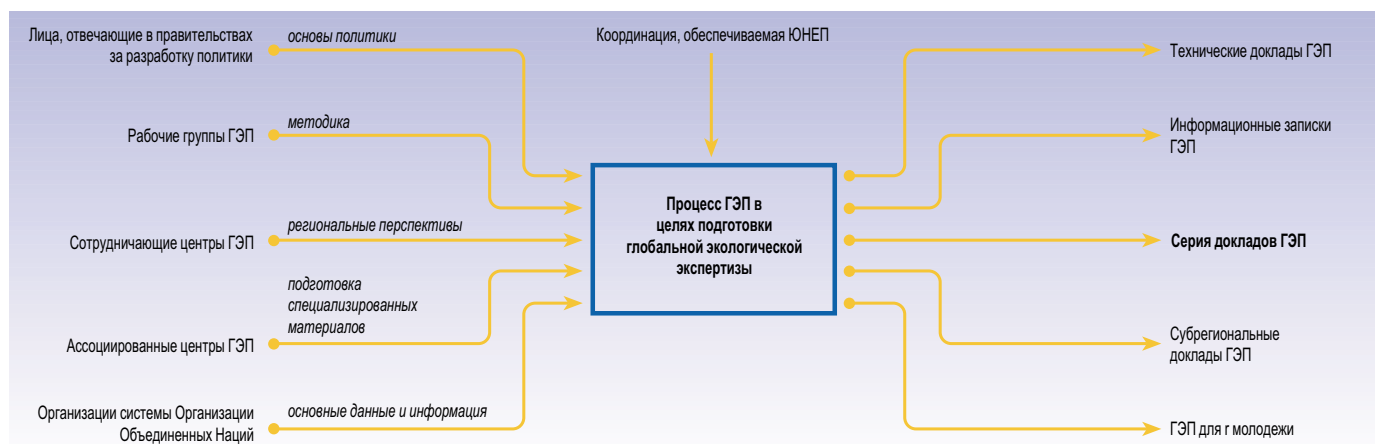 Лица, отвечающие в правительствах
за разработку политики
основы политики
Координация, обеспечиваемая ЮНЕП
Технические доклады ГЭП
Рабочие группы ГЭП
методика
Информационные записки
ГЭП
Процесс ГЭП в
целях подготовки
глобальной экологической
экспертизы
Сотрудничающие центры ГЭП
региональные перспективы
Серия докладов ГЭП
Ассоциированные центры ГЭП
подготовка
специализированных
материалов
Субрегиональные
доклады ГЭП
Организации системы Организации
Объединенных Наций
основные данные и информация
ГЭП для г молодежи